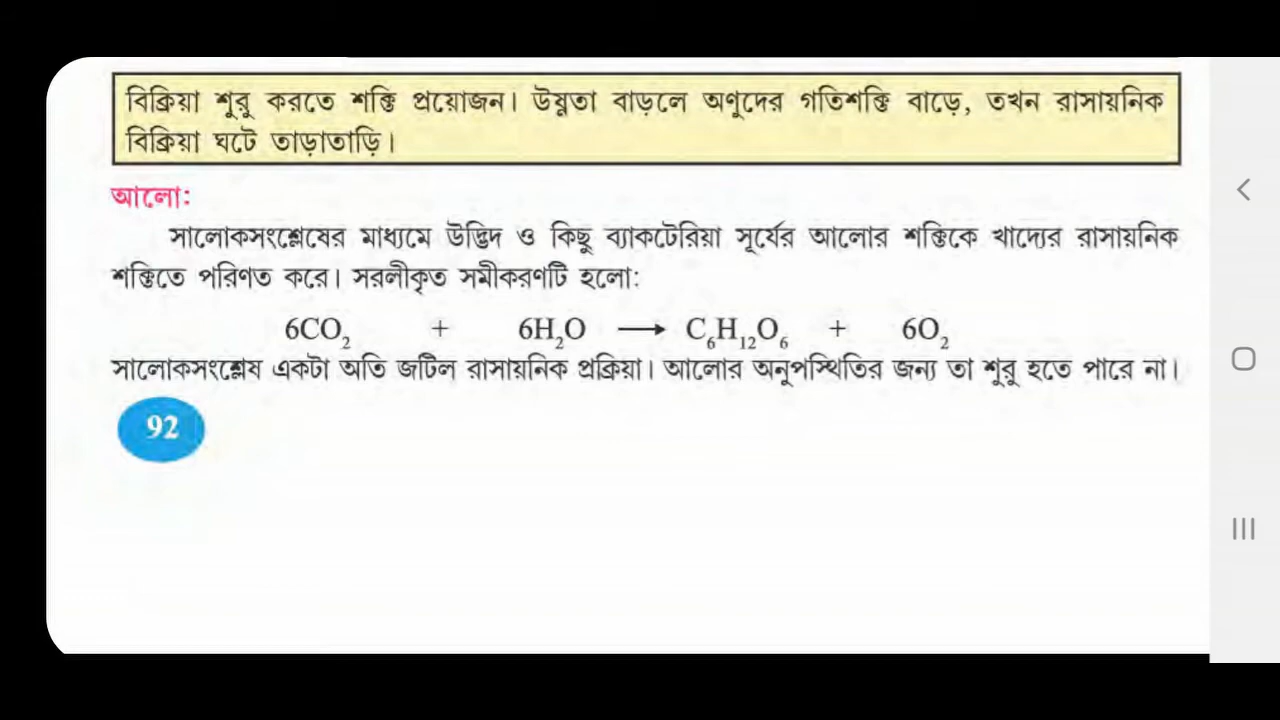 বিক্রিয়া শুরু করতে শক্তি প্রয়োজন। উষ্ণতা বাড়লে অণুদের গতিশক্তি বাড়ে, তখন রাসায়নিক
বিক্রিয়া ঘটে তাড়াতাড়ি।
আলো:
সালোকসংশ্লেষের মাধ্যমে উদ্ভিদ ও কিছু ব্যাকটেরিয়া সূর্যের আলোর শক্তিকে খাদ্যের রাসায়নিক
শক্তিতে পরিণত করে। সরলীকৃত সমীকরণটি হলো:
6CO₂ + 6H₂O ⟶ C₆H₁₂O₆ + 6O₂
সালোকসংশ্লেষ একটা অতি জটিল রাসায়নিক প্রক্রিয়া। আলোর অনুপস্থিতির জন্য তা শুরু হতে পারে না।
92